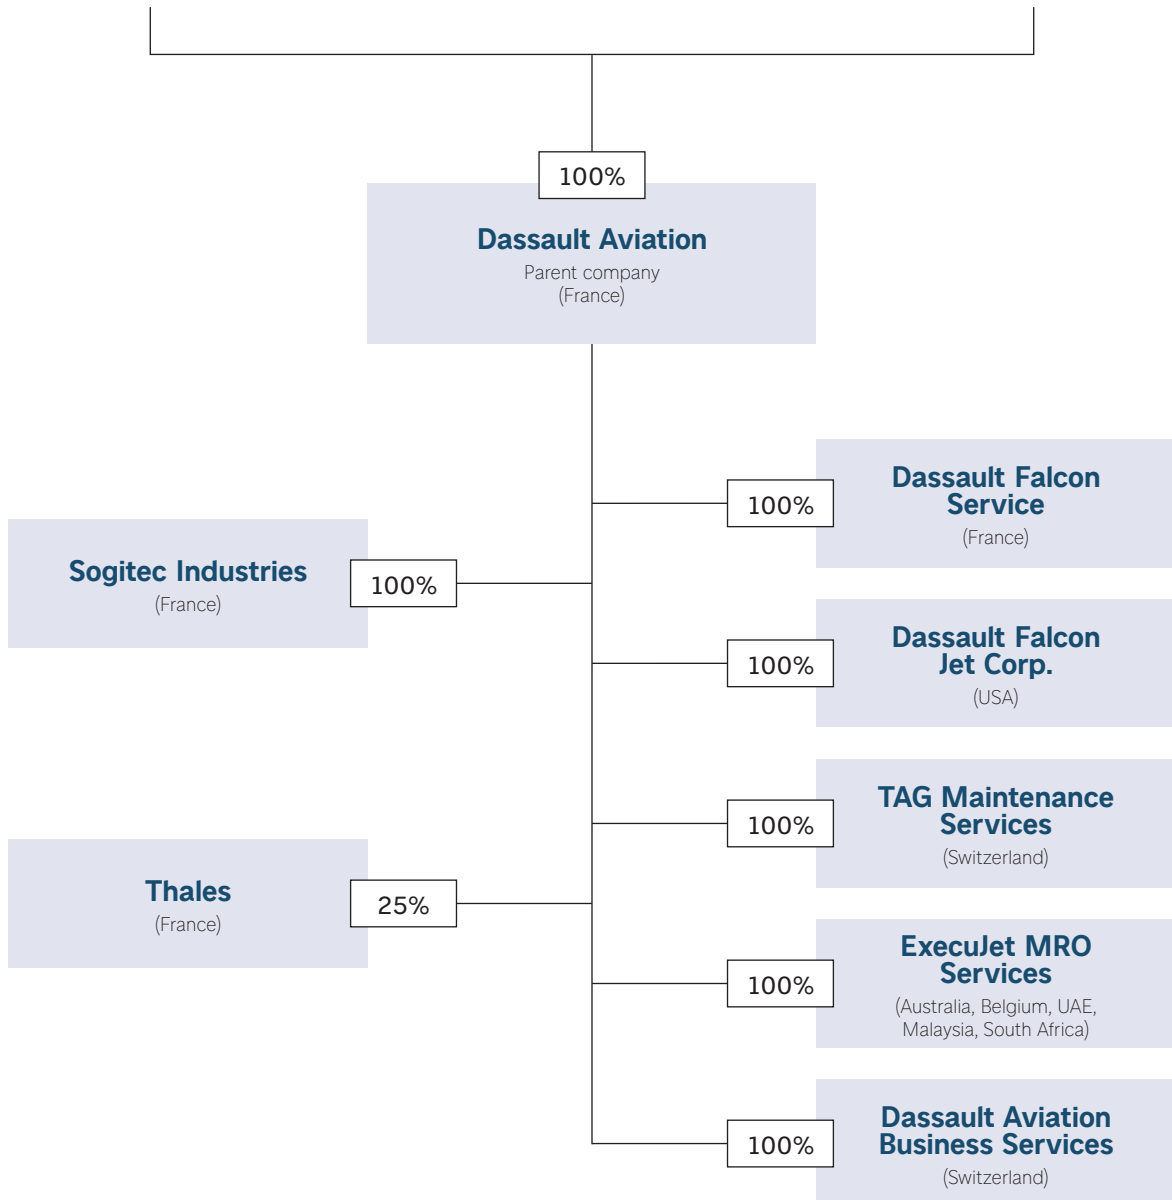 100%
Dassault Aviation
Parent company
(France)
100%
Dassault Falcon
Service
(France)
Sogitec Industries
(France)
100%
100%
Dassault Falcon
Jet Corp.
(USA)
100%
TAG Maintenance
Services
(Switzerland)
Thales
(France)
25%
100%
ExecuJet MRO
Services
(Australia, Belgium, UAE,
Malaysia, South Africa)
100%
Dassault Aviation
Business Services
(Switzerland)